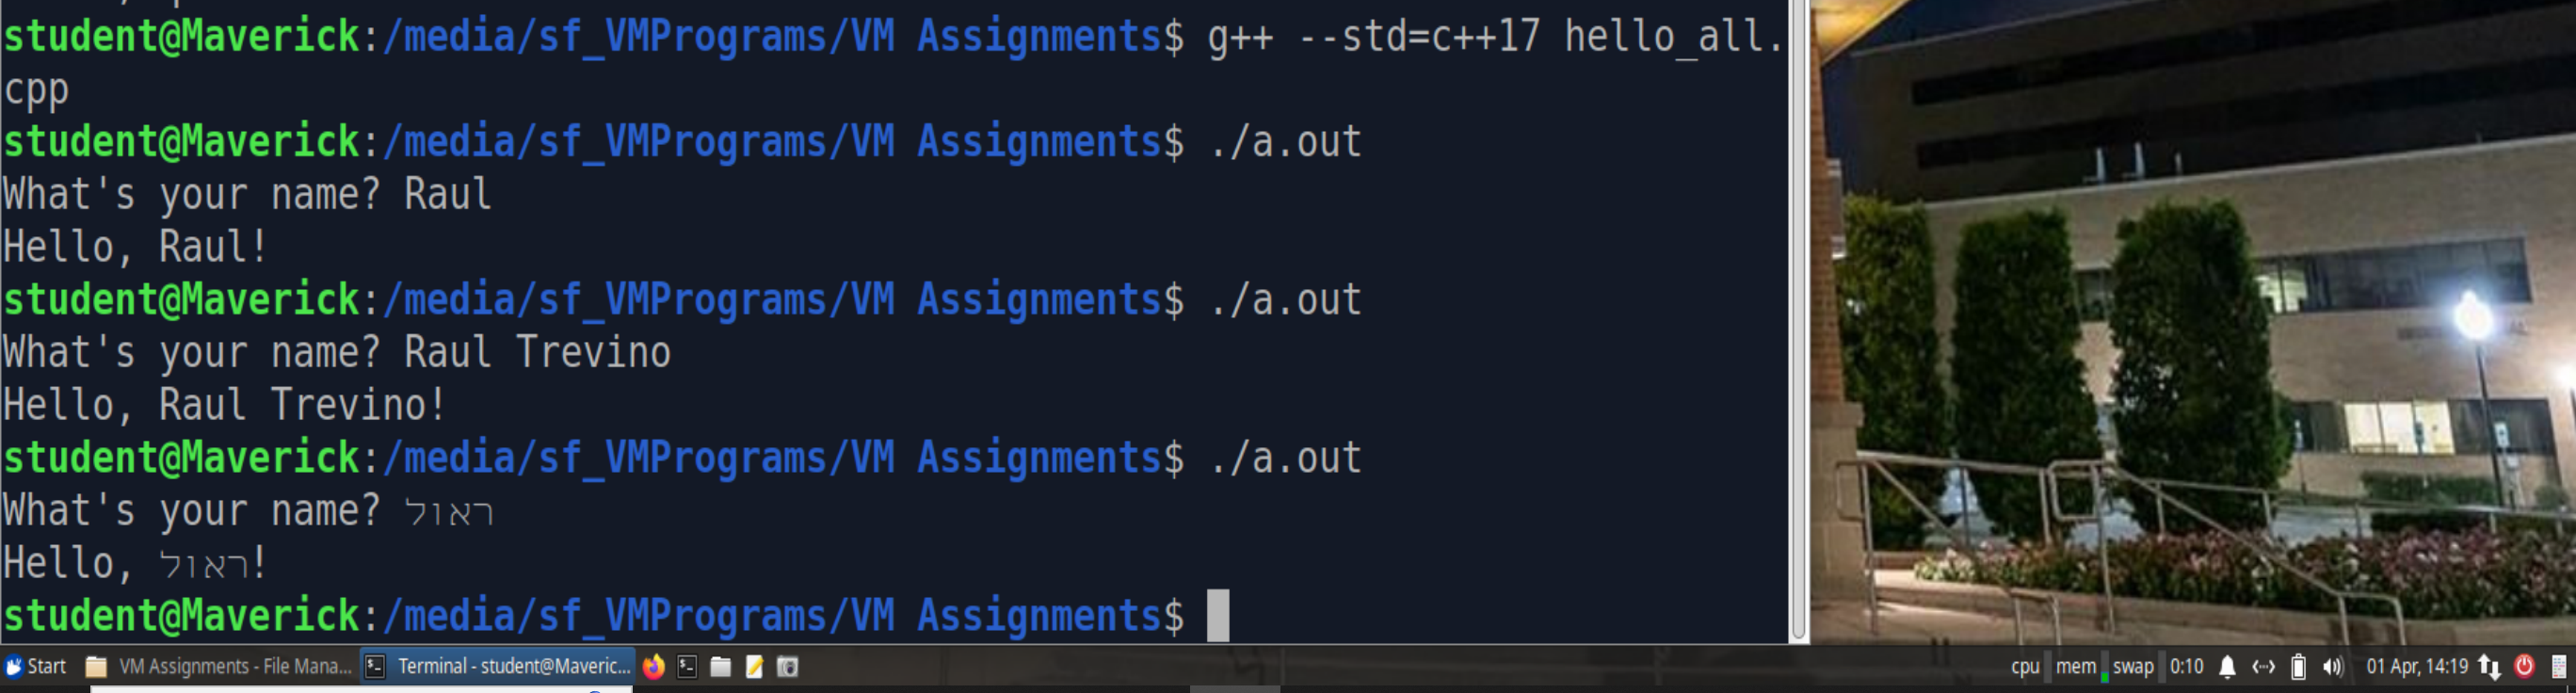 student@Maverick:/media/sf_VMPrograms/VM Assignments$ g++ --std=c++17 hello_all.
cpp
student@Maverick:/media/sf_VMPrograms/VM Assignments$ ./a.out
What's your name? Raul
Hello, Raul!
student@Maverick:/media/sf_VMPrograms/VM Assignments$ ./a.out
What's your name? Raul Trevino
Hello, Raul Trevino!
student@Maverick:/media/sf_VMPrograms/VM Assignments$ ./a.out
What's your name? ראול
Hello, ראול!
student@Maverick:/media/sf_VMPrograms/VM Assignments$
Start VM Assignments - File Mana... Terminal - student@Maveric... cpu mem swap 0:10 01 Apr, 14:19